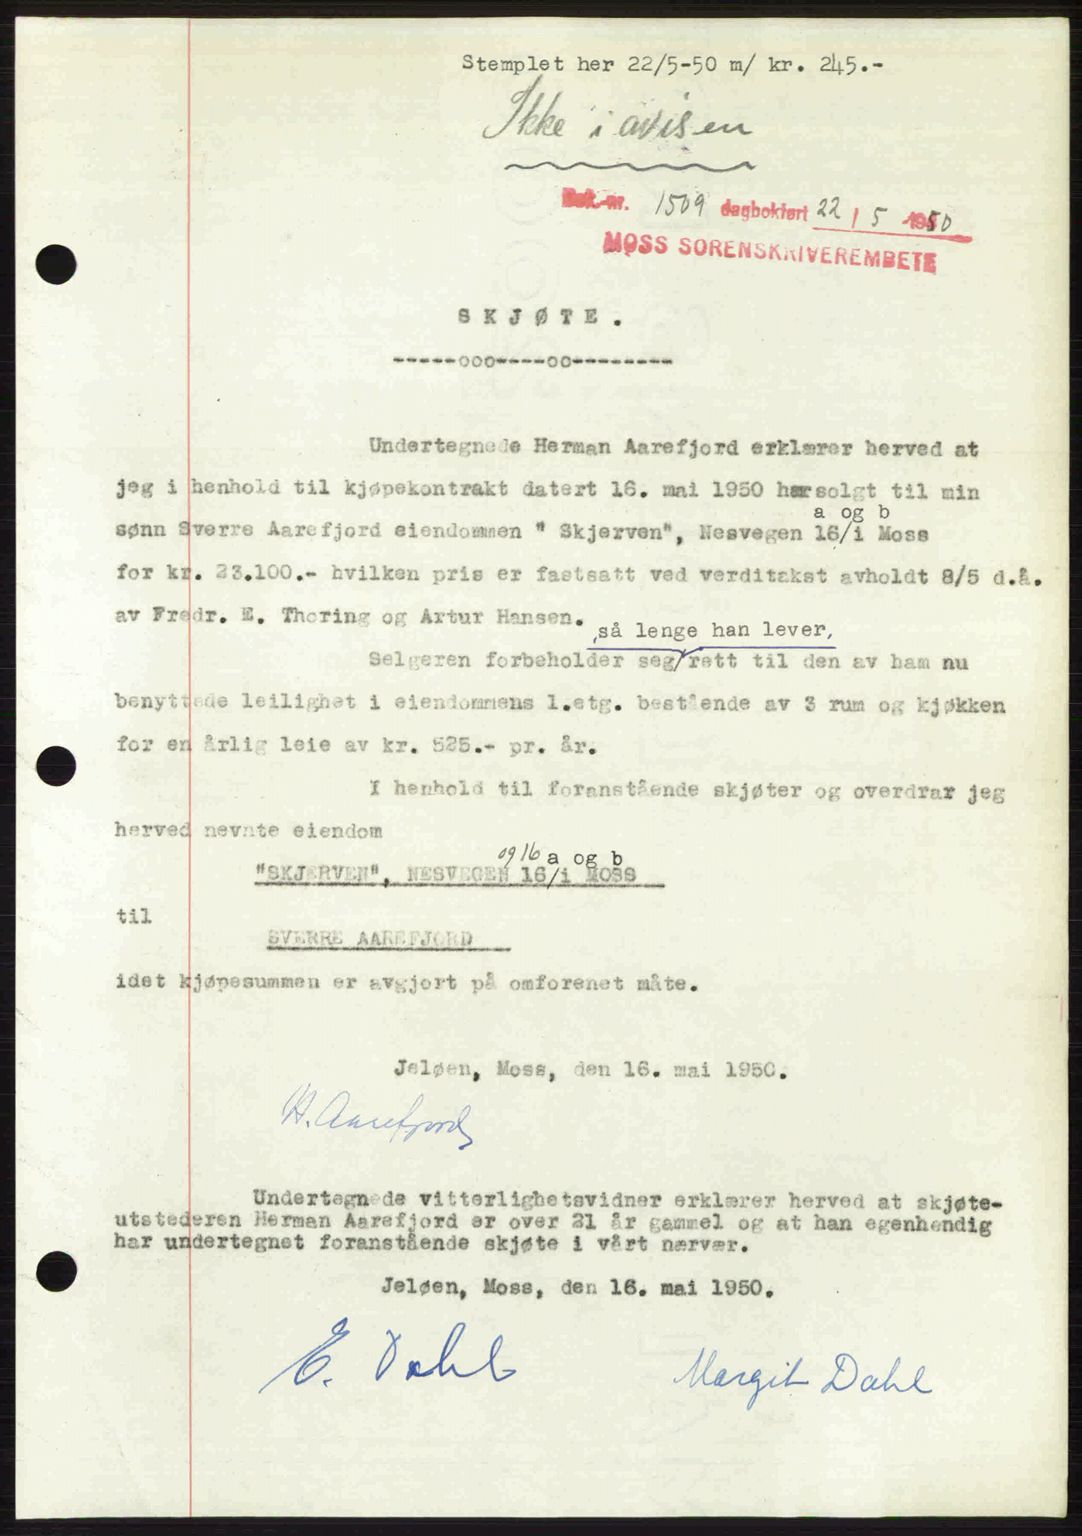 Stemplet her 22/5-50 m/ kr. 245.-
Ikke i avisen
Dok.-nr. 1509 dagbokført 22 / 5 1950
MOSS SORENSKRIVEREMBETE
SKJØTE.
-----ooo----oo---------
Undertegnede Herman Aarefjord erklærer herved at
jeg i henhold til kjøpekontrakt datert 16. mai 1950 har solgt til min
a og b
sønn Sverre Aarefjord eiendommen " Skjerven", Nesvegen 16/i Moss
for kr. 23.100.- hvilken pris er fastsatt ved verditakst avholdt 8/5 d.å.
av Fredr. E. Thoring og Artur Hansen.
,så lenge han lever,
Selgeren forbeholder seg/rett til den av ham nu
benyttede leilighet i eiendommens 1.etg. bestående av 3 rum og kjøkken
for en årlig leie av kr. 525.- pr. år.
I henhold til foranstående skjøter og overdrar jeg
herved nevnte eiendom
og 16 a og b
"SKJERVEN", NESVEGEN 16/i MOSS
til
SVERRE AAREFJORD
idet kjøpesummen er avgjort på omforenet måte.
Jeløen, Moss, den 16. mai 1950.
H. Aarefjord
Undertegnede vitterlighetsvidner erklærer herved at skjøte-
utstederen Herman Aarefjord er over 21 år gammel og at han egenhendig
har undertegnet foranstående skjøte i vårt nærvær.
Jeløen, Moss, den 16. mai 1950.
E. Dahl
Margit Dahl